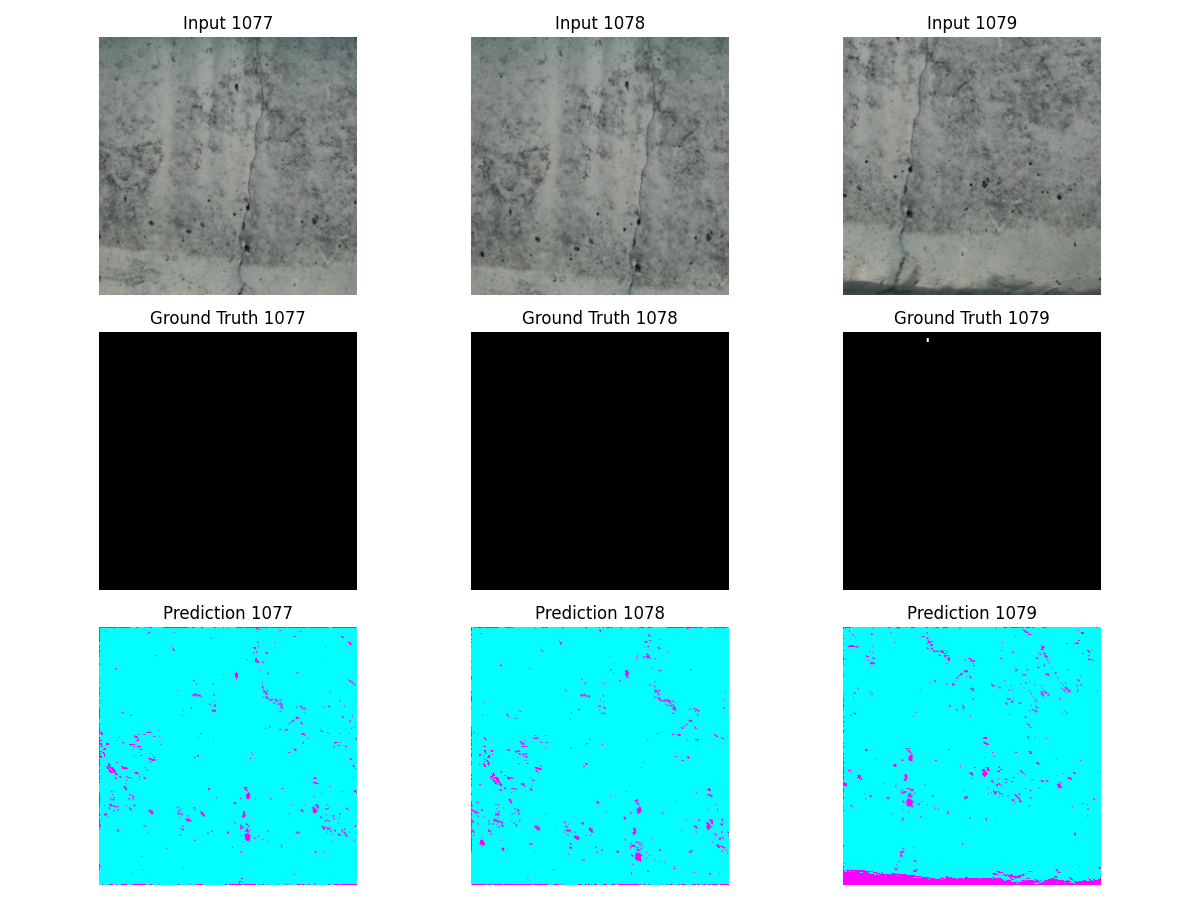 Input 1077
Input 1078
Input 1079
Ground Truth 1077
Ground Truth 1078
Ground Truth 1079
Prediction 1077
Prediction 1078
Prediction 1079